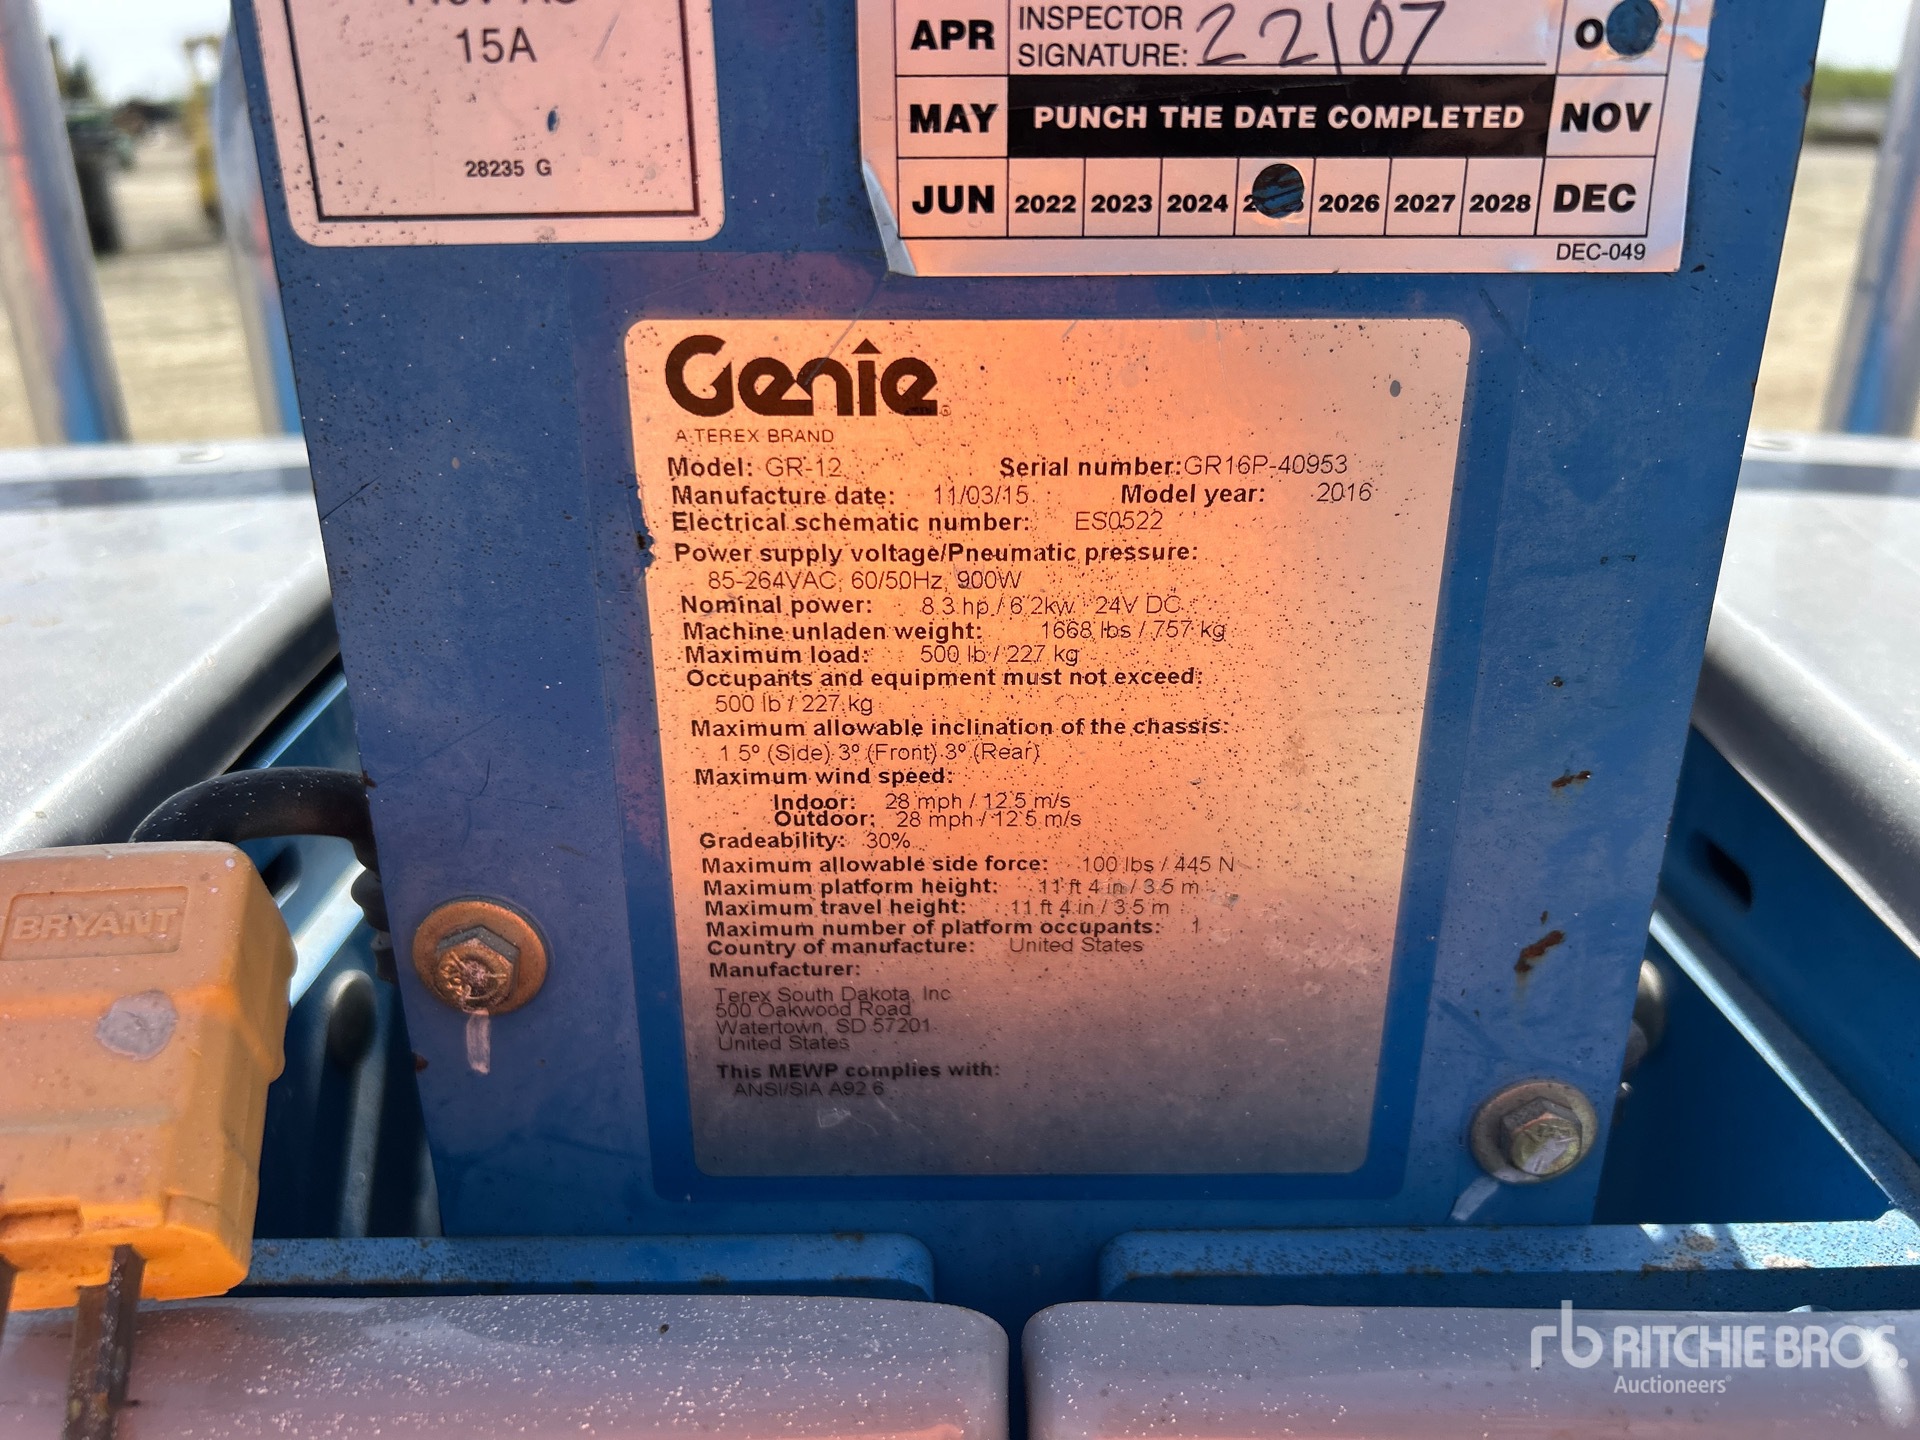 15A
28235 G
APR INSPECTOR SIGNATURE: 22107
MAY PUNCH THE DATE COMPLETED NOV
JUN 2022 2023 2024 2026 2027 2028 DEC
DEC-049
Genie
A TEREX BRAND
Model: GR-12 Serial number: GR16P-40953
Manufacture date: 11/03/15 Model year: 2016
Electrical schematic number: ES0522
Power supply voltage/Pneumatic pressure:
85-264VAC, 60/50Hz, 900W
Nominal power: 8.3 hp / 6.2kw 24V DC
Machine unladen weight: 1668 lbs / 757 kg
Maximum load: 500 lb / 227 kg
Occupants and equipment must not exceed:
500 lb / 227 kg
Maximum allowable inclination of the chassis:
1.5º (Side) 3º (Front) 3º (Rear)
Maximum wind speed:
Indoor: 28 mph / 12.5 m/s
Outdoor: 28 mph / 12.5 m/s
Gradeability: 30%
Maximum allowable side force: 100 lbs / 445 N
Maximum platform height: 11 ft 4 in / 3.5 m
Maximum travel height: 11 ft 4 in / 3.5 m
Maximum number of platform occupants: 1
Country of manufacture: United States
Manufacturer:
Terex South Dakota, Inc
500 Oakwood Road
Watertown, SD 57201
United States
This MEWP complies with:
ANSI/SIA A92.6
BRYANT
rb RITCHIE BROS.
Auctioneers